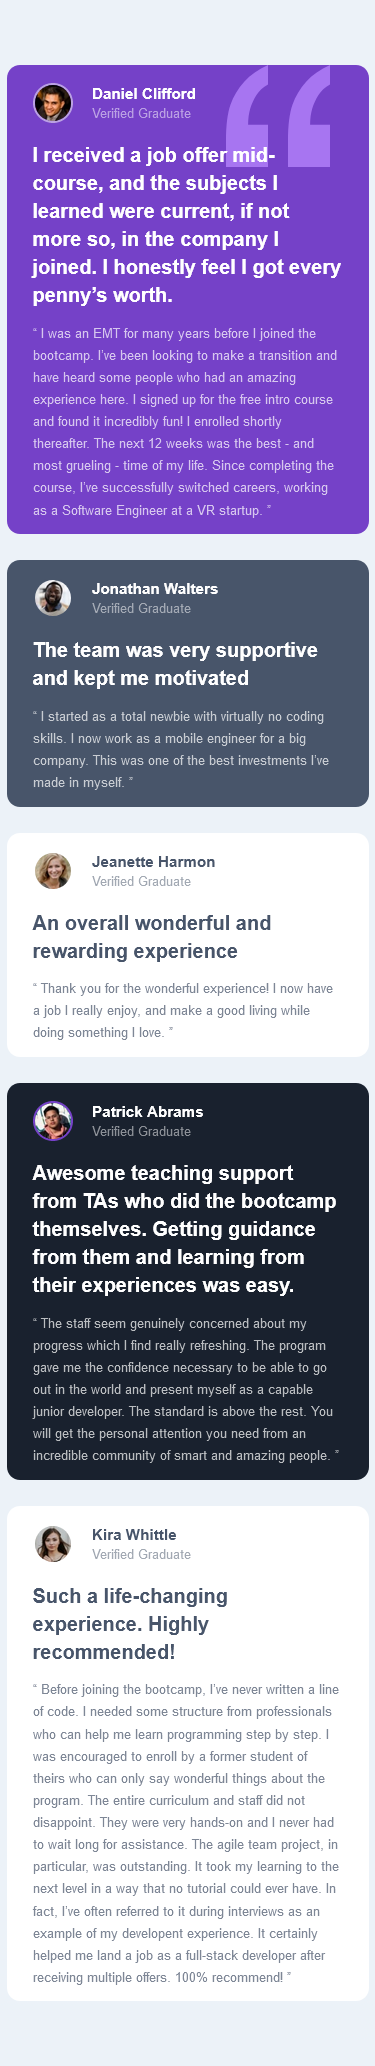 Daniel Clifford
Verified Graduate
I received a job offer mid-
course, and the subjects I
learned were current, if not
more so, in the company I
joined. I honestly feel I got every
penny’s worth.
“ I was an EMT for many years before I joined the
bootcamp. I’ve been looking to make a transition and
have heard some people who had an amazing
experience here. I signed up for the free intro course
and found it incredibly fun! I enrolled shortly
thereafter. The next 12 weeks was the best - and
most grueling - time of my life. Since completing the
course, I’ve successfully switched careers, working
as a Software Engineer at a VR startup. ”
Jonathan Walters
Verified Graduate
The team was very supportive
and kept me motivated
“ I started as a total newbie with virtually no coding
skills. I now work as a mobile engineer for a big
company. This was one of the best investments I’ve
made in myself. ”
Jeanette Harmon
Verified Graduate
An overall wonderful and
rewarding experience
“ Thank you for the wonderful experience! I now have
a job I really enjoy, and make a good living while
doing something I love. ”
Patrick Abrams
Verified Graduate
Awesome teaching support
from TAs who did the bootcamp
themselves. Getting guidance
from them and learning from
their experiences was easy.
“ The staff seem genuinely concerned about my
progress which I find really refreshing. The program
gave me the confidence necessary to be able to go
out in the world and present myself as a capable
junior developer. The standard is above the rest. You
will get the personal attention you need from an
incredible community of smart and amazing people. ”
Kira Whittle
Verified Graduate
Such a life-changing
experience. Highly
recommended!
“ Before joining the bootcamp, I’ve never written a line
of code. I needed some structure from professionals
who can help me learn programming step by step. I
was encouraged to enroll by a former student of
theirs who can only say wonderful things about the
program. The entire curriculum and staff did not
disappoint. They were very hands-on and I never had
to wait long for assistance. The agile team project, in
particular, was outstanding. It took my learning to the
next level in a way that no tutorial could ever have. In
fact, I’ve often referred to it during interviews as an
example of my developent experience. It certainly
helped me land a job as a full-stack developer after
receiving multiple offers. 100% recommend! ”